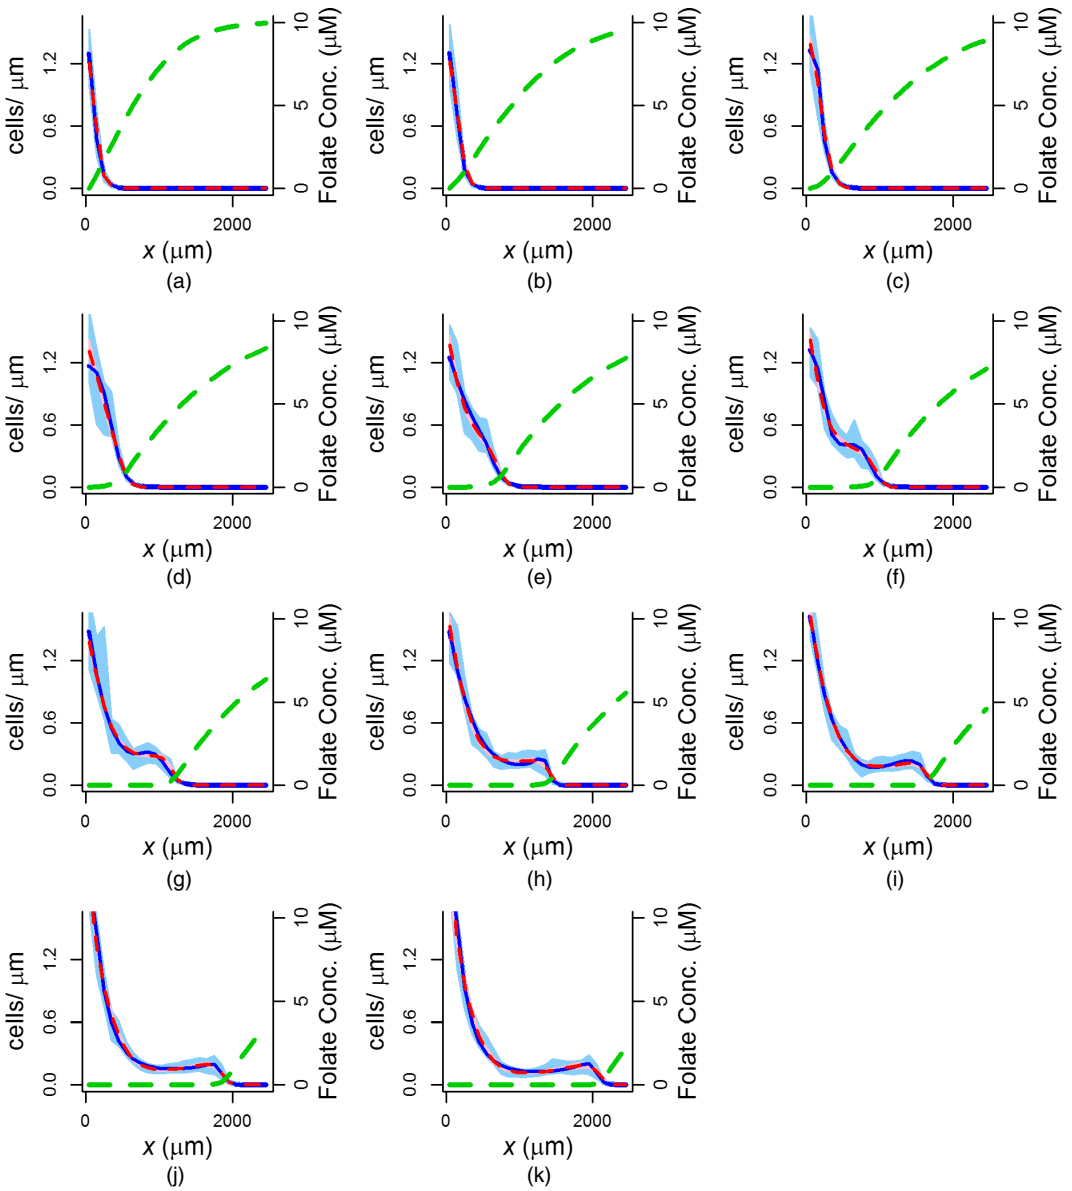 cells/ μm
0.0 0.6 1.2
0 2000
x (μm)
0 5 10
Folate Conc. (μM)
(a)
cells/ μm
0.0 0.6 1.2
0 2000
x (μm)
0 5 10
Folate Conc. (μM)
(b)
cells/ μm
0.0 0.6 1.2
0 2000
x (μm)
0 5 10
Folate Conc. (μM)
(c)
cells/ μm
0.0 0.6 1.2
0 2000
x (μm)
0 5 10
Folate Conc. (μM)
(d)
cells/ μm
0.0 0.6 1.2
0 2000
x (μm)
0 5 10
Folate Conc. (μM)
(e)
cells/ μm
0.0 0.6 1.2
0 2000
x (μm)
0 5 10
Folate Conc. (μM)
(f)
cells/ μm
0.0 0.6 1.2
0 2000
x (μm)
0 5 10
Folate Conc. (μM)
(g)
cells/ μm
0.0 0.6 1.2
0 2000
x (μm)
0 5 10
Folate Conc. (μM)
(h)
cells/ μm
0.0 0.6 1.2
0 2000
x (μm)
0 5 10
Folate Conc. (μM)
(i)
cells/ μm
0.0 0.6 1.2
0 2000
x (μm)
0 5 10
Folate Conc. (μM)
(j)
cells/ μm
0.0 0.6 1.2
0 2000
x (μm)
0 5 10
Folate Conc. (μM)
(k)